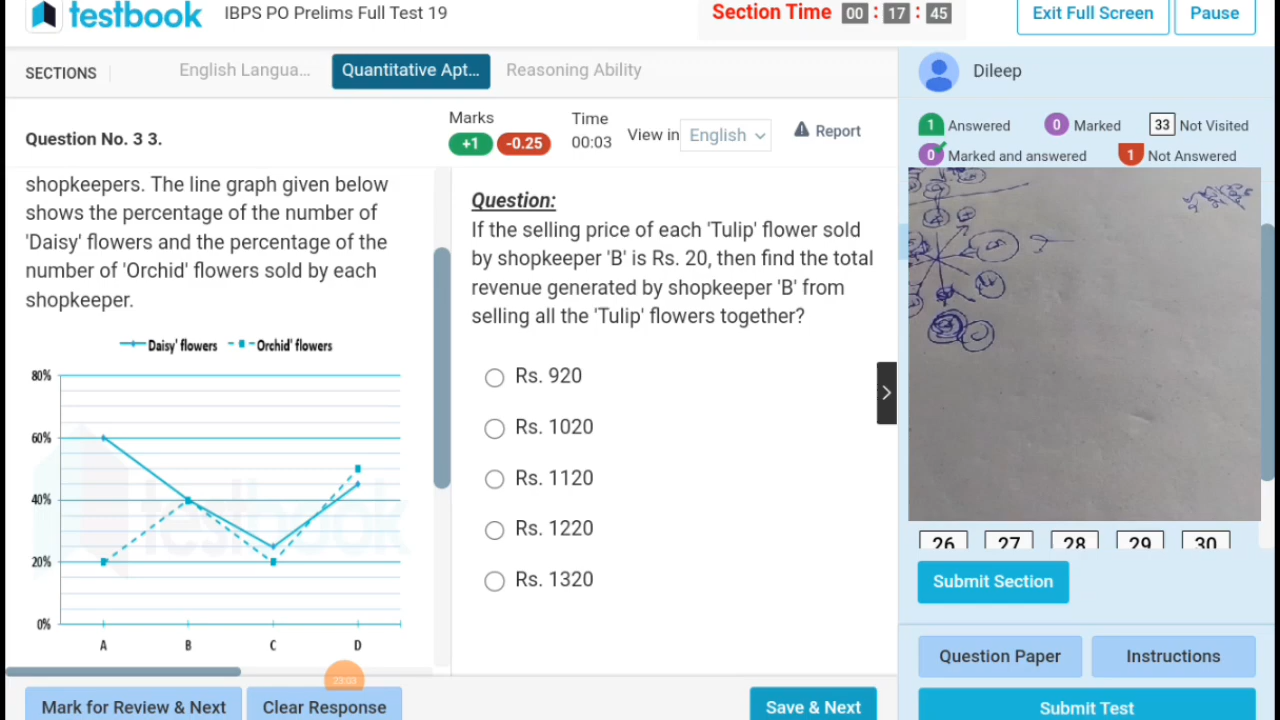 testbook
IBPS PO Prelims Full Test 19
Section Time 00 : 17 : 45
Exit Full Screen
Pause
SECTIONS
English Langua...
Quantitative Apt...
Reasoning Ability
Dileep
Question No. 3 3.
Marks
+1 -0.25
Time
00:03
View in English
Report
1 Answered
0 Marked
33 Not Visited
0 Marked and answered
1 Not Answered
shopkeepers. The line graph given below
shows the percentage of the number of
'Daisy' flowers and the percentage of the
number of 'Orchid' flowers sold by each
shopkeeper.
Daisy' flowers Orchid' flowers
80%
60%
40%
20%
0%
A B C D
testbook
Question:
If the selling price of each 'Tulip' flower sold
by shopkeeper 'B' is Rs. 20, then find the total
revenue generated by shopkeeper 'B' from
selling all the 'Tulip' flowers together?
Rs. 920
Rs. 1020
Rs. 1120
Rs. 1220
Rs. 1320
26 27 28 29 30
Submit Section
Question Paper
Instructions
23:03
Mark for Review & Next
Clear Response
Save & Next
Submit Test